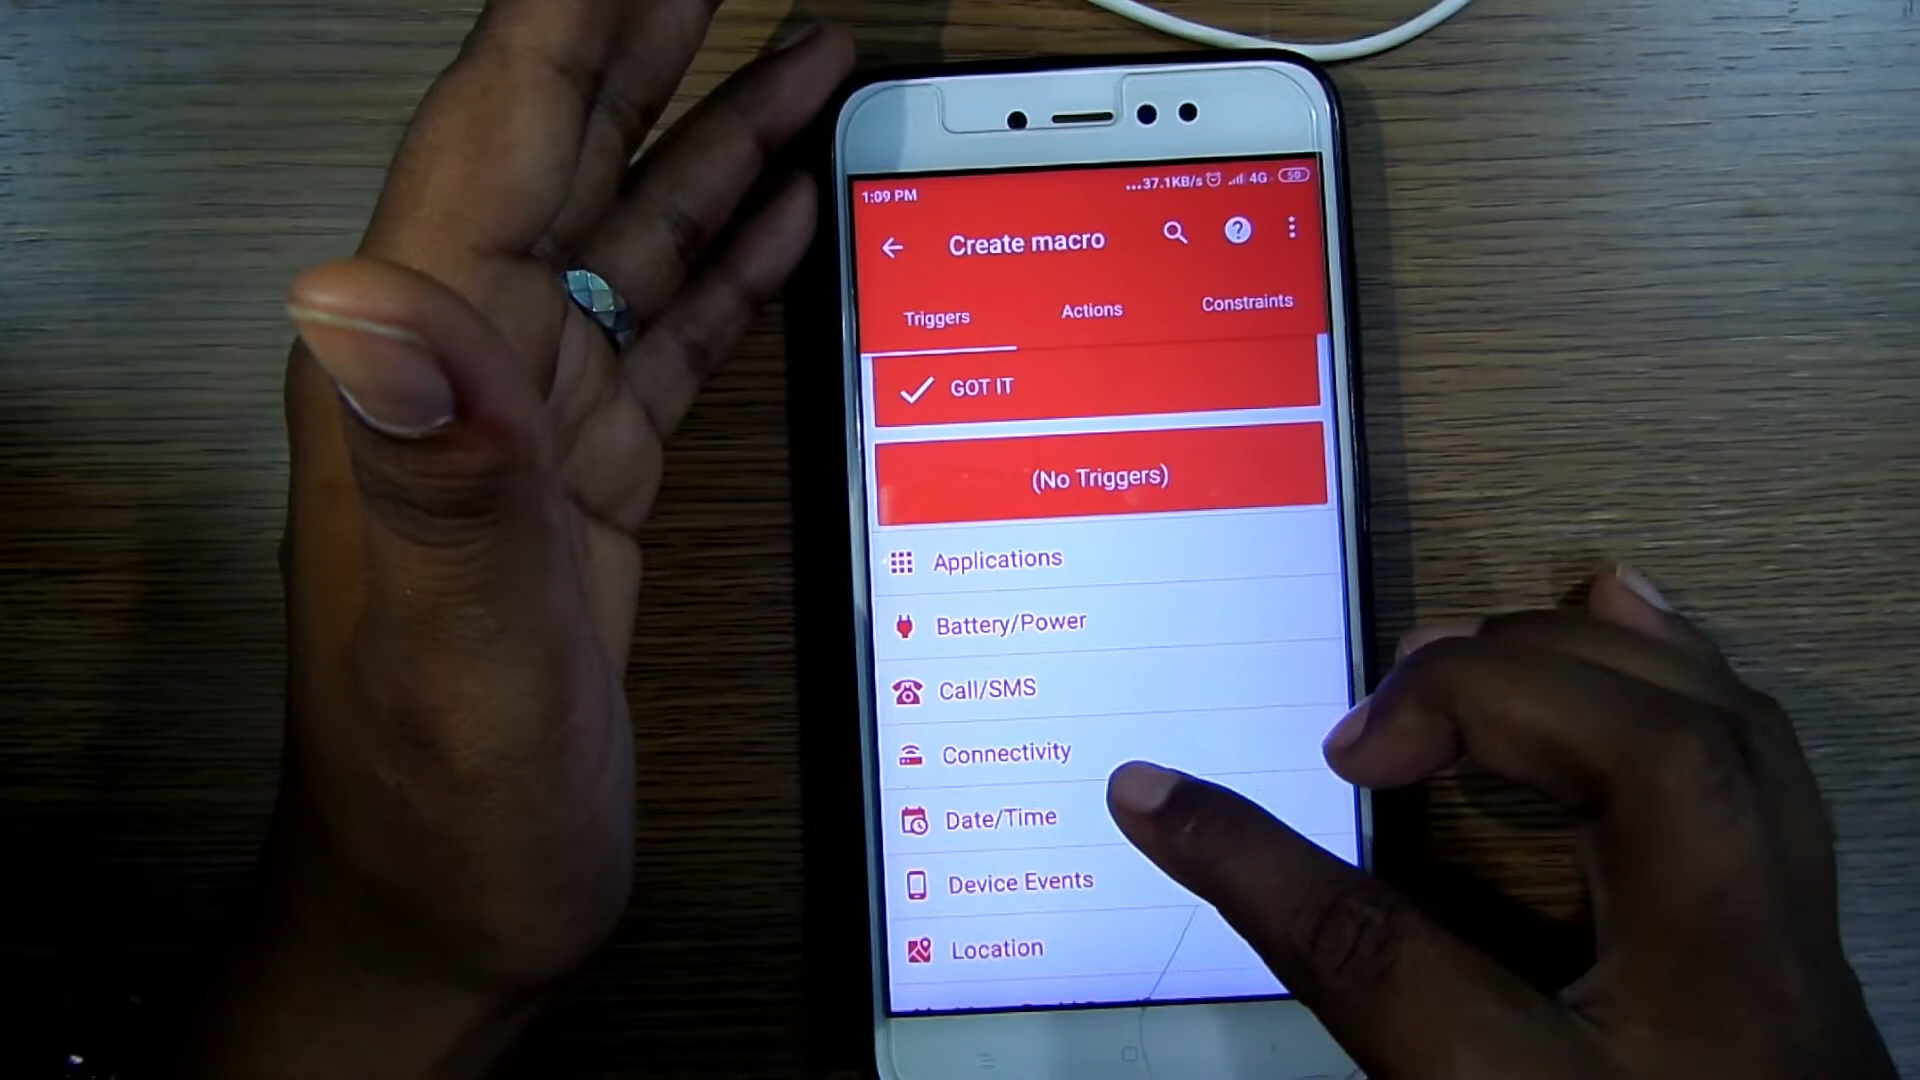 1:09 PM ...37.1KB/s 4G 59
Create macro
Triggers Actions Constraints
GOT IT
(No Triggers)
Applications
Battery/Power
Call/SMS
Connectivity
Date/Time
Device Events
Location